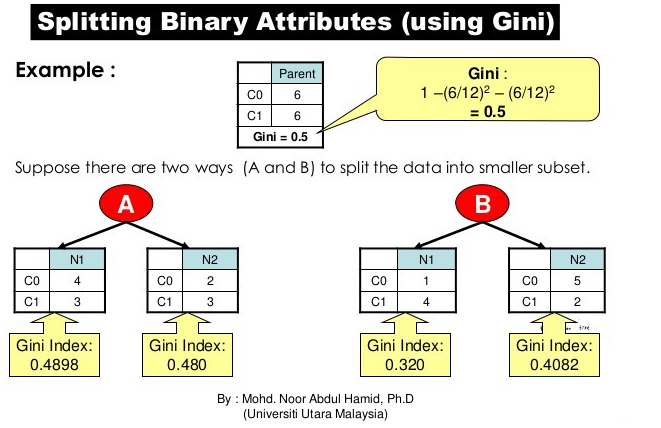 Splitting Binary Attributes (using Gini)
Example :
Parent
C0 6
C1 6
Gini = 0.5
Gini :
1 –(6/12)² – (6/12)²
= 0.5
Suppose there are two ways (A and B) to split the data into smaller subset.
A
B
N1
C0 4
C1 3
N2
C0 2
C1 3
N1
C0 1
C1 4
N2
C0 5
C1 2
Gini Index:
0.4898
Gini Index:
0.480
Gini Index:
0.320
Gini Index:
0.4082
By : Mohd. Noor Abdul Hamid, Ph.D
(Universiti Utara Malaysia)